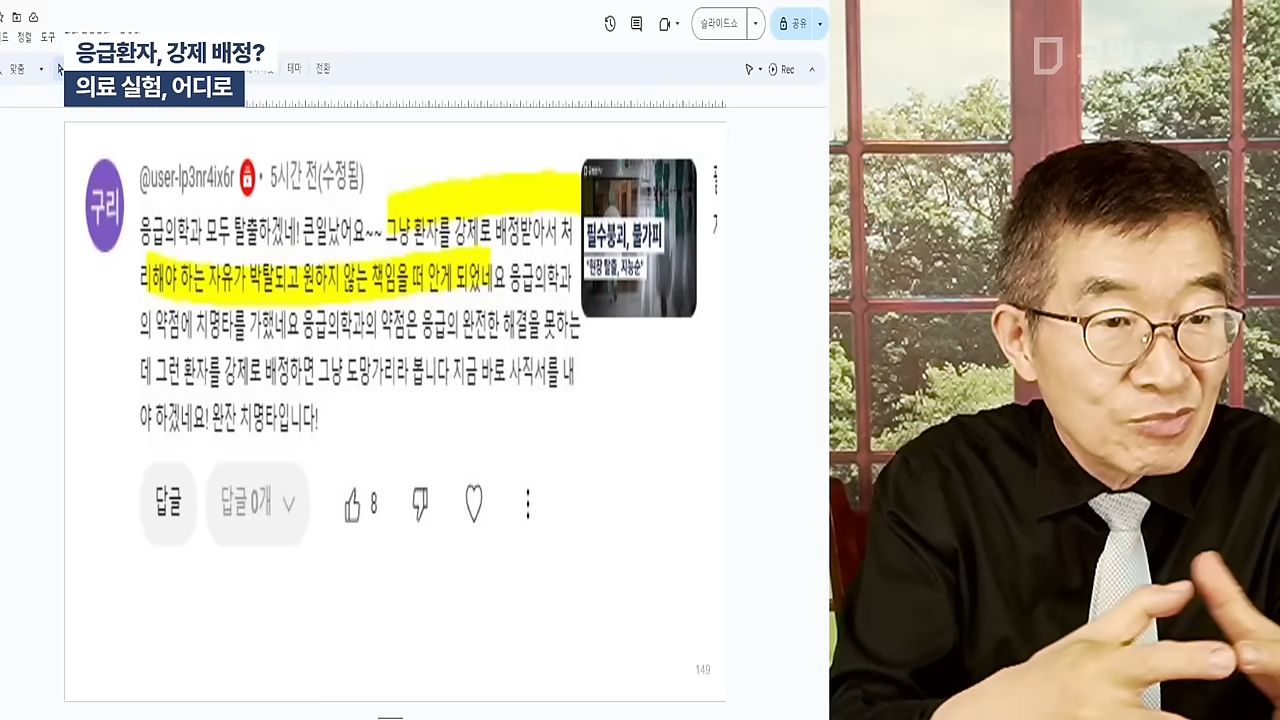 정렬 도구
응급환자, 강제 배정?
의료 실험, 어디로
슬라이드쇼
공유
맞춤
테마
전환
Rec
구리
@user-lp3nr4ix6r · 5시간 전(수정됨)
응급의학과 모두 탈출하겠네! 큰일났어요~~ 그냥 환자를 강제로 배정받아서 처
리해야 하는 자유가 박탈되고 원하지 않는 책임을 떠 안게 되었네요 응급의학과
의 약점에 치명타를 가했네요 응급의학과의 약점은 응급의 완전한 해결을 못하는
데 그런 환자를 강제로 배정하면 그냥 도망가리라 봅니다 지금 바로 사직서를 내
야 하겠네요! 완잔 치명타입니다!
필수붕괴, 불가피
"현장 탈출, 지능순"
답글
답글 0개
8
149